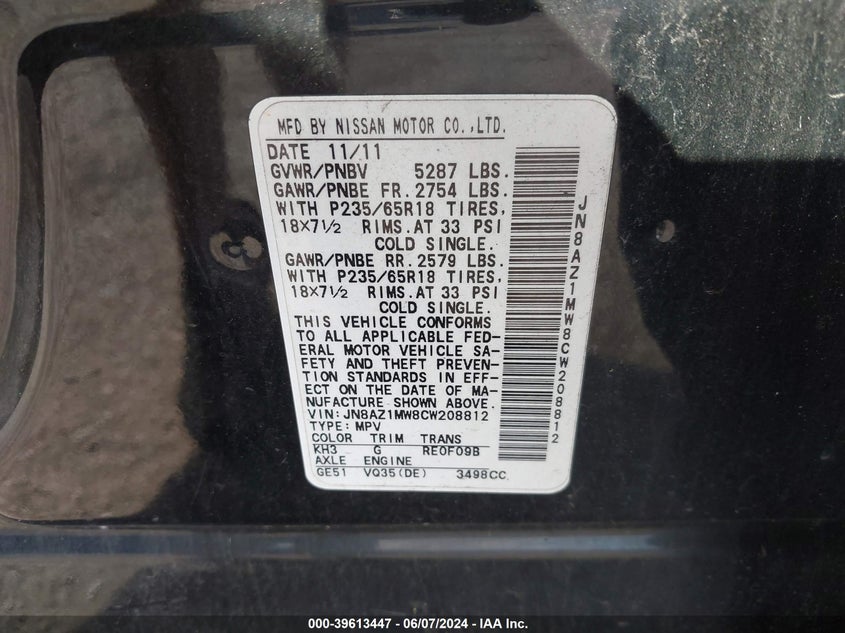 MFD BY NISSAN MOTOR CO.,LTD.
DATE 11/11
GVWR/PNBV 5287 LBS.
GAWR/PNBE FR. 2754 LBS.
WITH P235/65R18 TIRES,
18×7½ RIMS.AT 33 PSI
COLD SINGLE.
GAWR/PNBE RR. 2579 LBS.
WITH P235/65R18 TIRES,
18×7½ RIMS.AT 33 PSI
COLD SINGLE.
THIS VEHICLE CONFORMS
TO ALL APPLICABLE FED-
ERAL MOTOR VEHICLE SA-
FETY AND THEFT PREVEN-
TION STANDARDS IN EFF-
ECT ON THE DATE OF MA-
NUFACTURE SHOWN ABOVE.
VIN:JN8AZ1MW8CW208812
TYPE:MPV
COLOR TRIM TRANS
KH3 G RE0F09B
AXLE ENGINE
GE51 VQ35(DE) 3498CC
JN8AZ1MW8CW208812
000-39613447 - 06/07/2024 - IAA Inc.